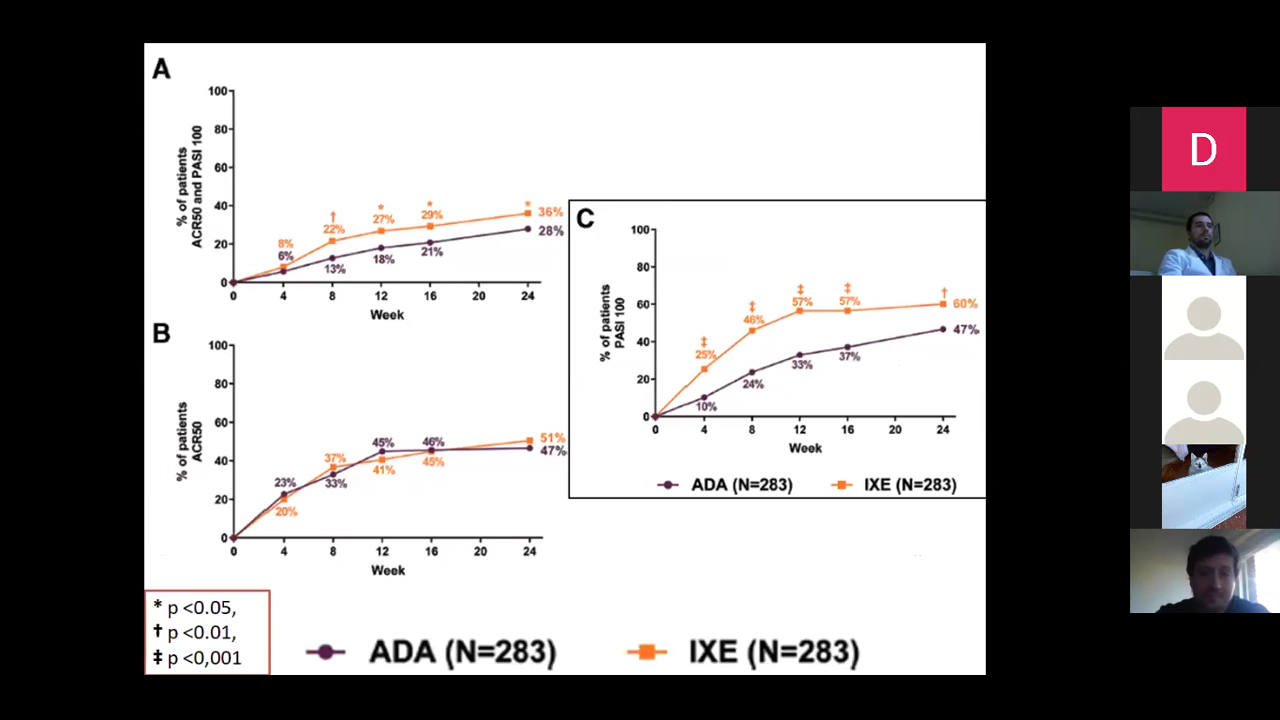 A
% of patients
ACR50 and PASI 100
100
80
60
40
20
0
8%
6%
†
22%
13%
*
27%
18%
*
29%
21%
*
36%
28%
0 4 8 12 16 20 24
Week
B
% of patients
ACR50
100
80
60
40
20
0
23%
20%
37%
33%
45%
41%
46%
45%
51%
47%
0 4 8 12 16 20 24
Week
C
% of patients
PASI 100
100
80
60
40
20
0
‡
25%
10%
‡
46%
24%
‡
57%
33%
‡
57%
37%
†
60%
47%
0 4 8 12 16 20 24
Week
ADA (N=283) IXE (N=283)
* p <0.05,
† p <0.01,
‡ p <0,001
ADA (N=283) IXE (N=283)
D